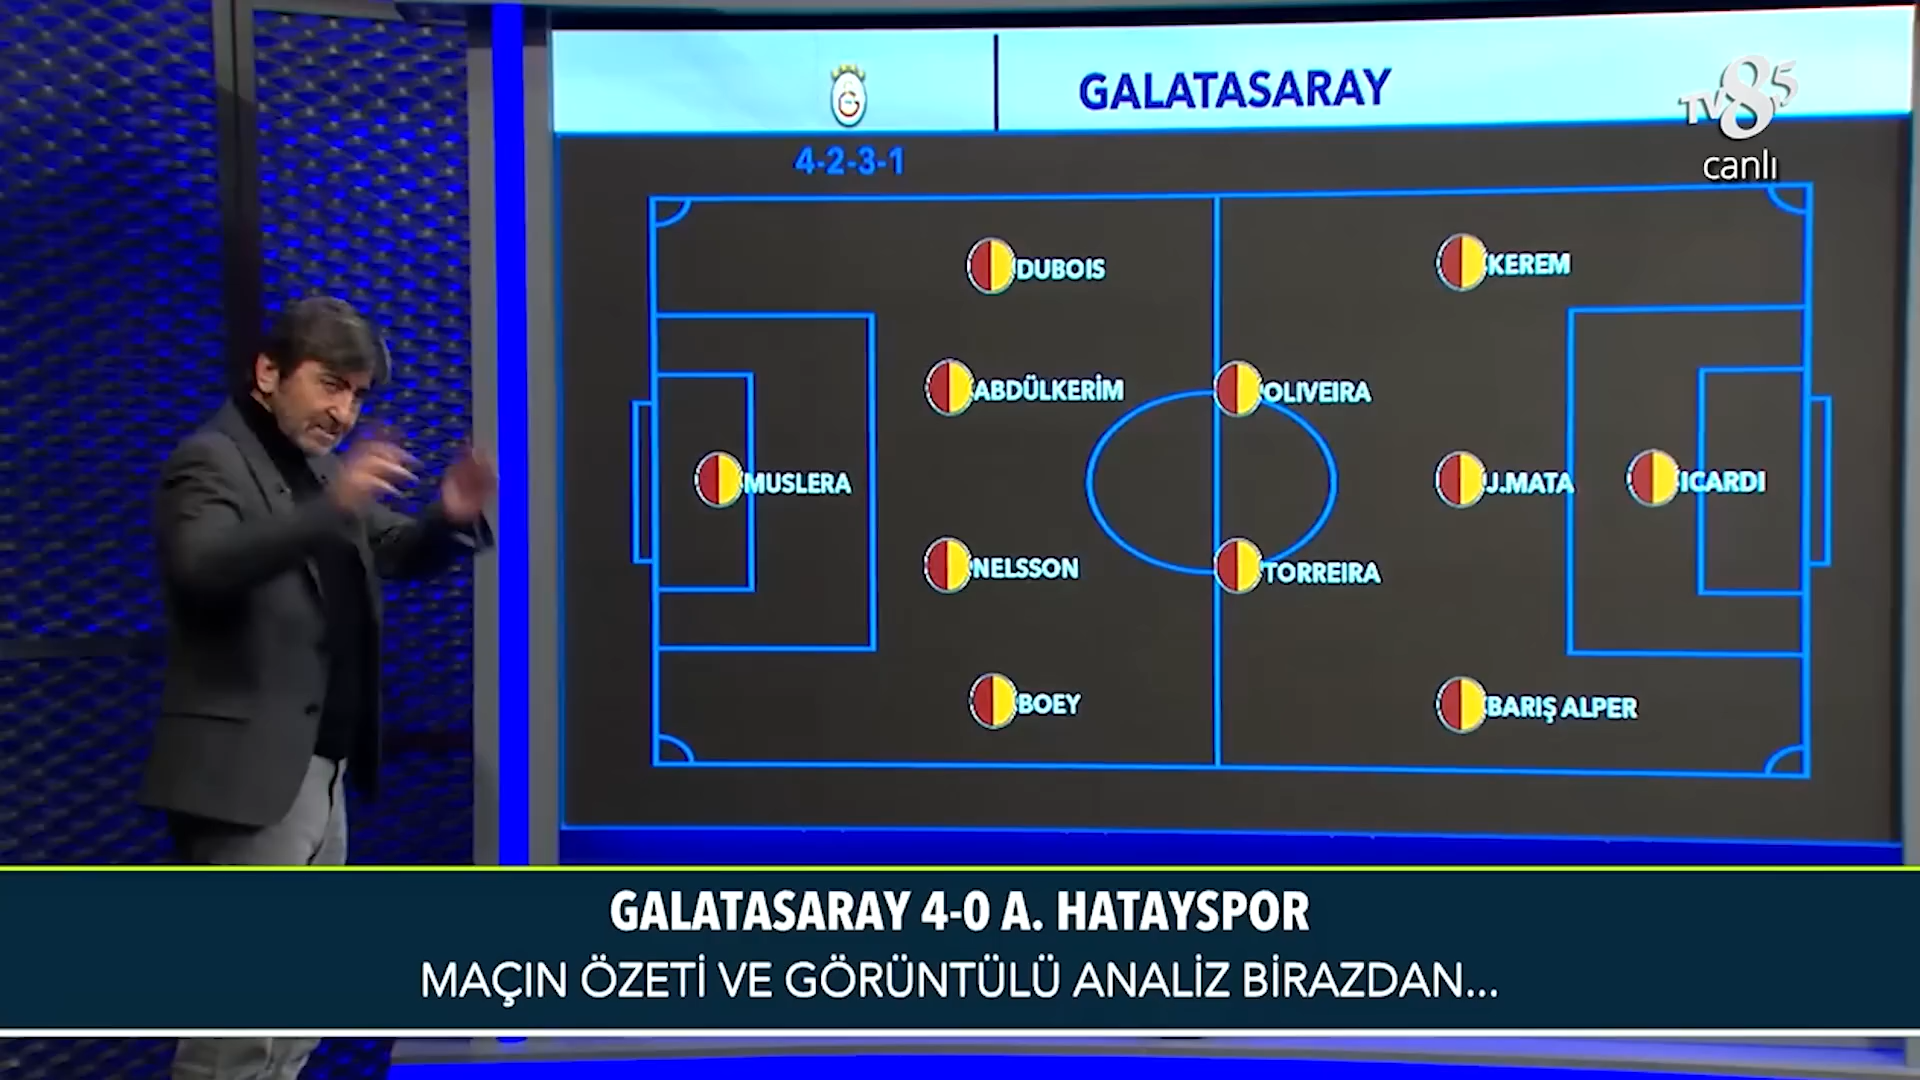 GALATASARAY
TV8,5
canlı
4-2-3-1
DUBOIS
KEREM
ABDÜLKERİM
OLIVEIRA
MUSLERA
J.MATA
ICARDI
NELSSON
TORREIRA
BOEY
BARIŞ ALPER
GALATASARAY 4-0 A. HATAYSPOR
MAÇIN ÖZETİ VE GÖRÜNTÜLÜ ANALİZ BİRAZDAN...